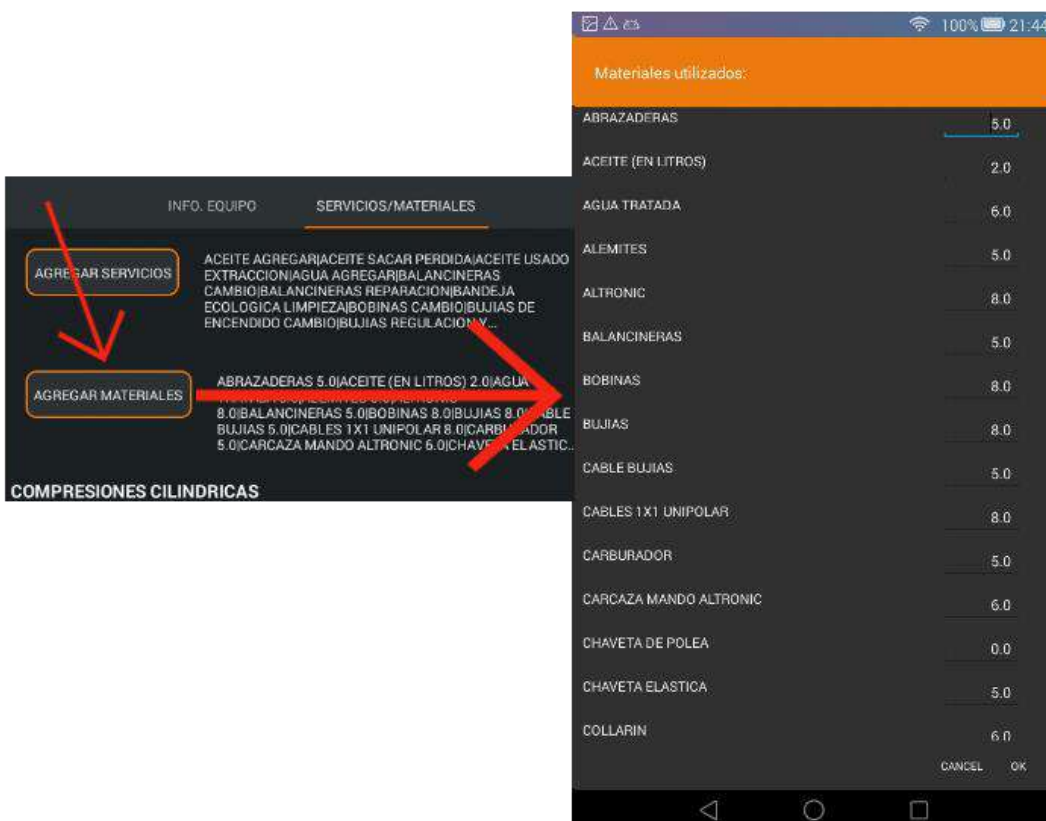 INFO. EQUIPO SERVICIOS/MATERIALES
AGREGAR SERVICIOS
ACEITE AGREGAR|ACEITE SACAR PERDIDA|ACEITE USADO
EXTRACCION|AGUA AGREGAR|BALANCINERAS
CAMBIO|BALANCINERAS REPARACION|BANDEJA
ECOLOGICA LIMPIEZA|BOBINAS CAMBIO|BUJIAS DE
ENCENDIDO CAMBIO|BUJIAS REGULACION Y...
AGREGAR MATERIALES
ABRAZADERAS 5.0|ACEITE (EN LITROS) 2.0|AGUA
8.0|BALANCINERAS 5.0|BOBINAS 8.0|BUJIAS 8.0|CABLE
BUJIAS 5.0|CABLES 1X1 UNIPOLAR 8.0|CARBURADOR
5.0|CARCAZA MANDO ALTRONIC 6.0|CHAVETA ELASTIC...
COMPRESIONES CILINDRICAS
100% 21:44
Materiales utilizados:
ABRAZADERAS 5.0
ACEITE (EN LITROS) 2.0
AGUA TRATADA 6.0
ALEMITES 5.0
ALTRONIC 8.0
BALANCINERAS 5.0
BOBINAS 8.0
BUJIAS 8.0
CABLE BUJIAS 5.0
CABLES 1X1 UNIPOLAR 8.0
CARBURADOR 5.0
CARCAZA MANDO ALTRONIC 6.0
CHAVETA DE POLEA 0.0
CHAVETA ELASTICA 5.0
COLLARIN 6.0
CANCEL OK